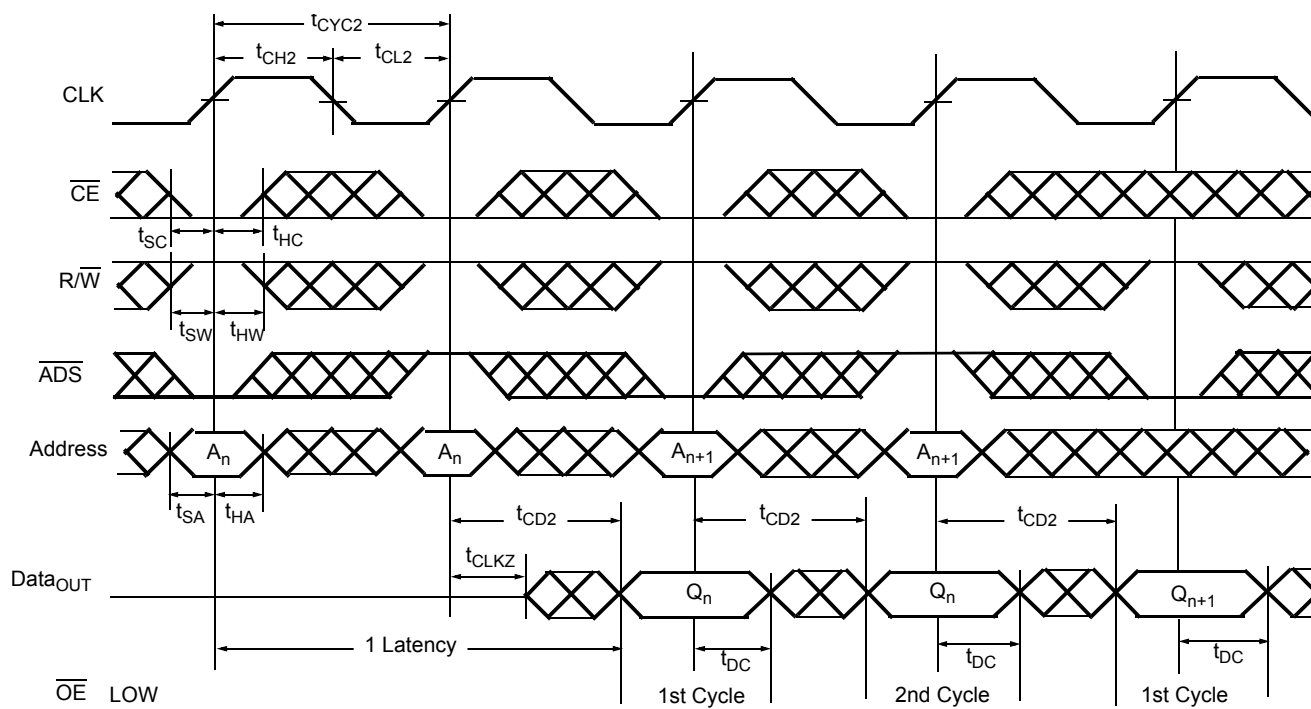 tCYC2
tCH2 tCL2
CLK
CE
tSC tHC
R/W
tSW tHW
ADS
Address An An An+1 An+1
tSA tHA
tCD2 tCD2 tCD2
tCLKZ
DataOUT Qn Qn Qn+1
1 Latency tDC tDC tDC
OE LOW 1st Cycle 2nd Cycle 1st Cycle